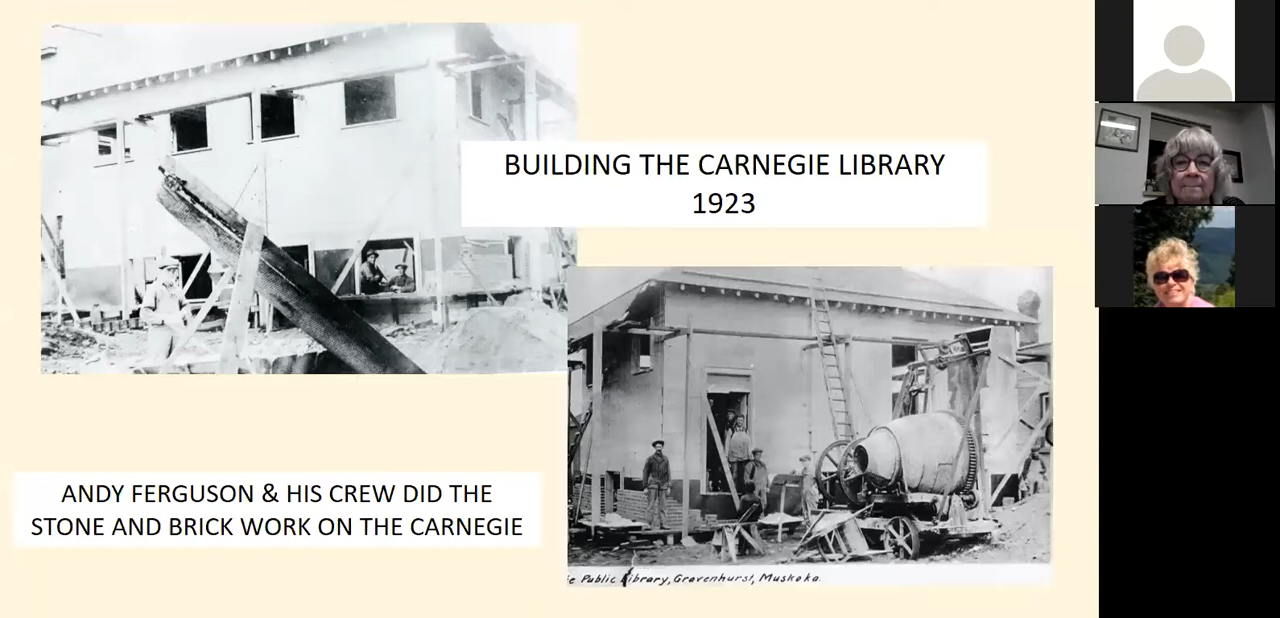 BUILDING THE CARNEGIE LIBRARY
1923
ANDY FERGUSON & HIS CREW DID THE
STONE AND BRICK WORK ON THE CARNEGIE
ie Public Library, Gravenhurst, Muskoka.